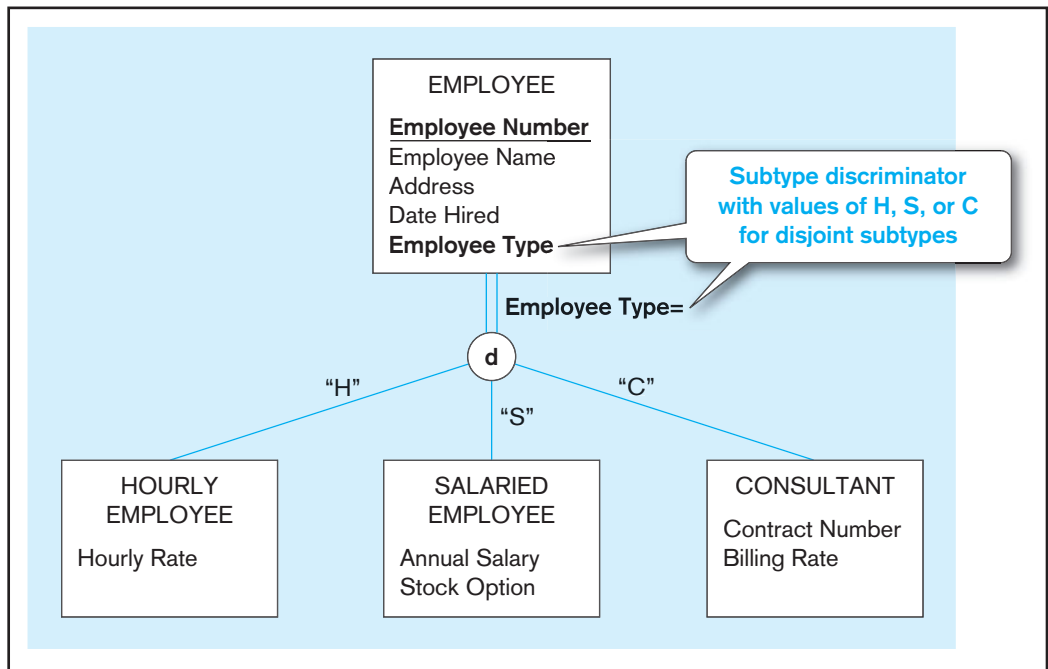 EMPLOYEE
Employee Number
Employee Name
Address
Date Hired
Employee Type
Subtype discriminator
with values of H, S, or C
for disjoint subtypes
Employee Type=
d
“H”
“S”
“C”
HOURLY
EMPLOYEE
Hourly Rate
SALARIED
EMPLOYEE
Annual Salary
Stock Option
CONSULTANT
Contract Number
Billing Rate